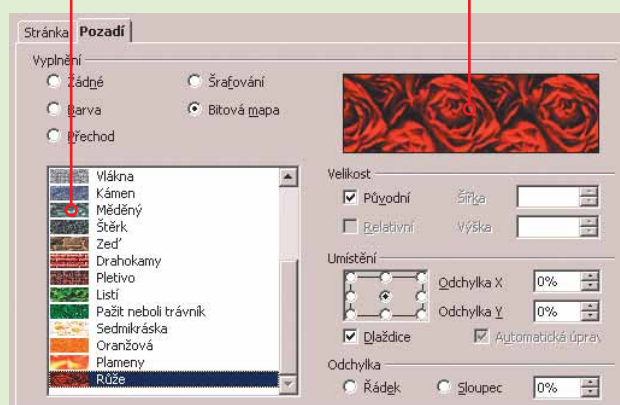 Stránka Pozadí
Vyplnění
Žádné Šrafování
Barva Bitová mapa
Přechod
Vlákna
Kámen
Měděný
Štěrk
Zeď
Drahokamy
Pletivo
Listí
Pažit neboli trávník
Sedmikráska
Oranžová
Plameny
Růže
Velikost
Původní Šířka
Relativní Výška
Umístění
Odchylka X 0%
Odchylka Y 0%
Dlaždice Automatická úprav
Odchylka
Řádek Sloupec 0%